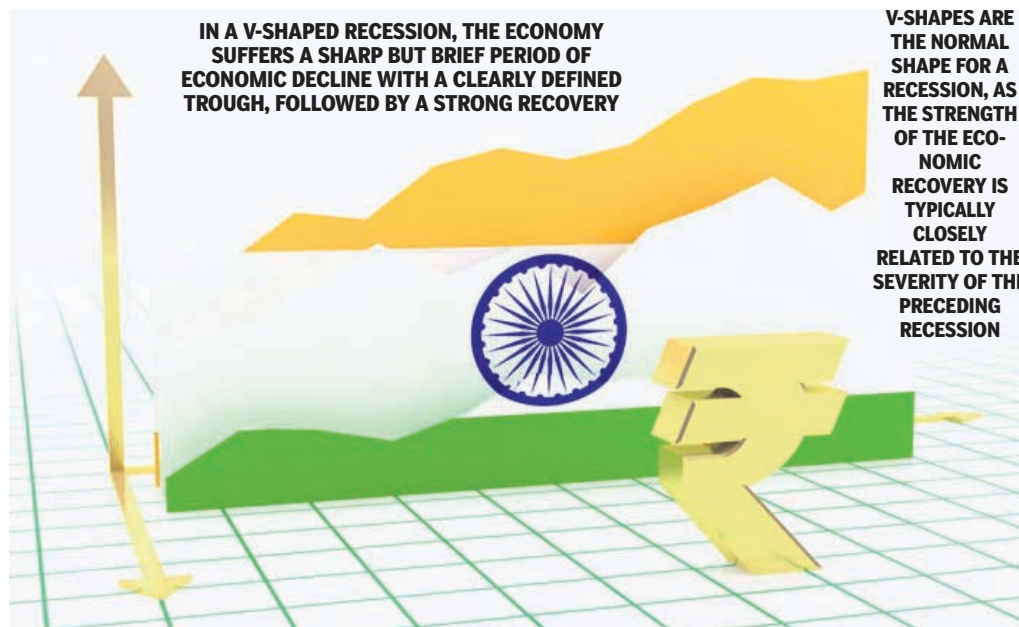 IN A V-SHAPED RECESSION, THE ECONOMY
SUFFERS A SHARP BUT BRIEF PERIOD OF
ECONOMIC DECLINE WITH A CLEARLY DEFINED
TROUGH, FOLLOWED BY A STRONG RECOVERY
V-SHAPES ARE
THE NORMAL
SHAPE FOR A
RECESSION, AS
THE STRENGTH
OF THE ECO-
NOMIC
RECOVERY IS
TYPICALLY
CLOSELY
RELATED TO THE
SEVERITY OF THE
PRECEDING
RECESSION
₹